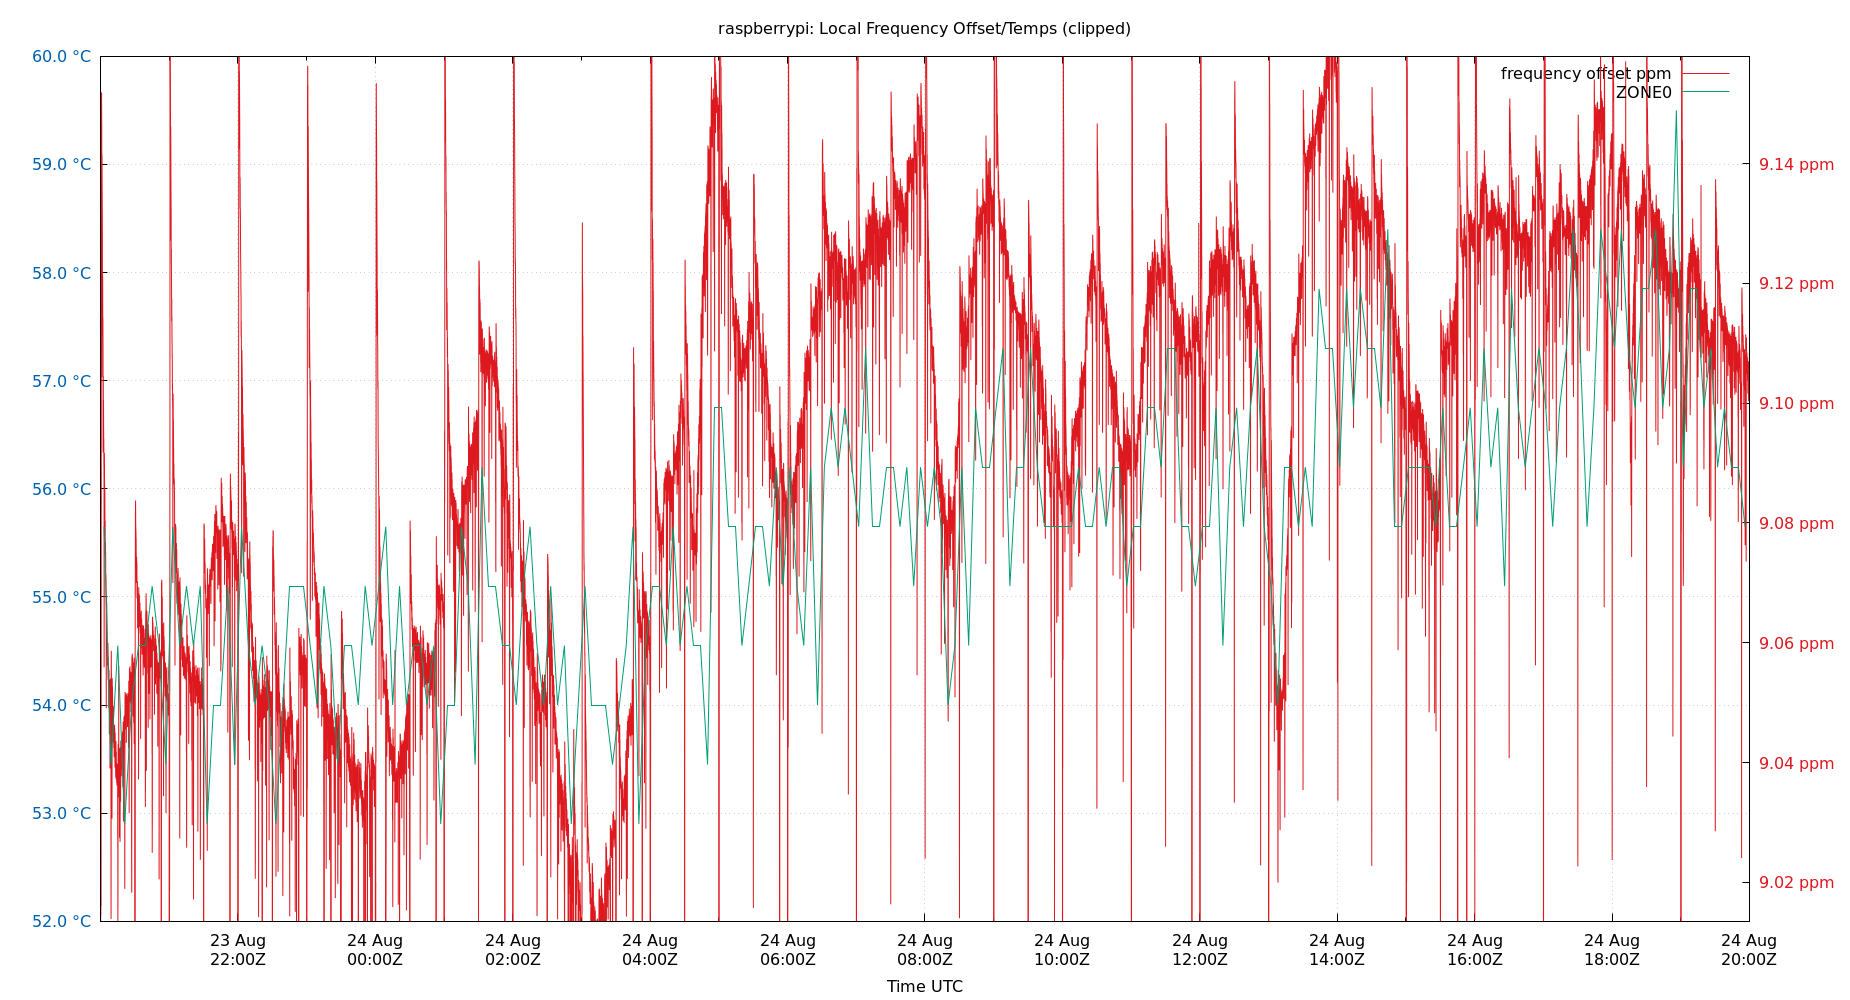 raspberrypi: Local Frequency Offset/Temps (clipped)
60.0 °C
59.0 °C
58.0 °C
57.0 °C
56.0 °C
55.0 °C
54.0 °C
53.0 °C
52.0 °C
frequency offset ppm
ZONE0
9.14 ppm
9.12 ppm
9.10 ppm
9.08 ppm
9.06 ppm
9.04 ppm
9.02 ppm
23 Aug
22:00Z
24 Aug
00:00Z
24 Aug
02:00Z
24 Aug
04:00Z
24 Aug
06:00Z
24 Aug
08:00Z
24 Aug
10:00Z
24 Aug
12:00Z
24 Aug
14:00Z
24 Aug
16:00Z
24 Aug
18:00Z
24 Aug
20:00Z
Time UTC